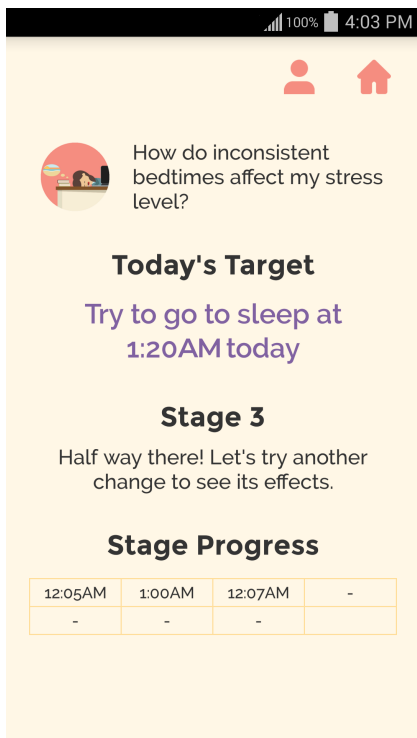 100% 4:03 PM
How do inconsistent
bedtimes affect my stress
level?
Today's Target
Try to go to sleep at
1:20AM today
Stage 3
Half way there! Let's try another
change to see its effects.
Stage Progress
12:05AM 1:00AM 12:07AM -
- - -